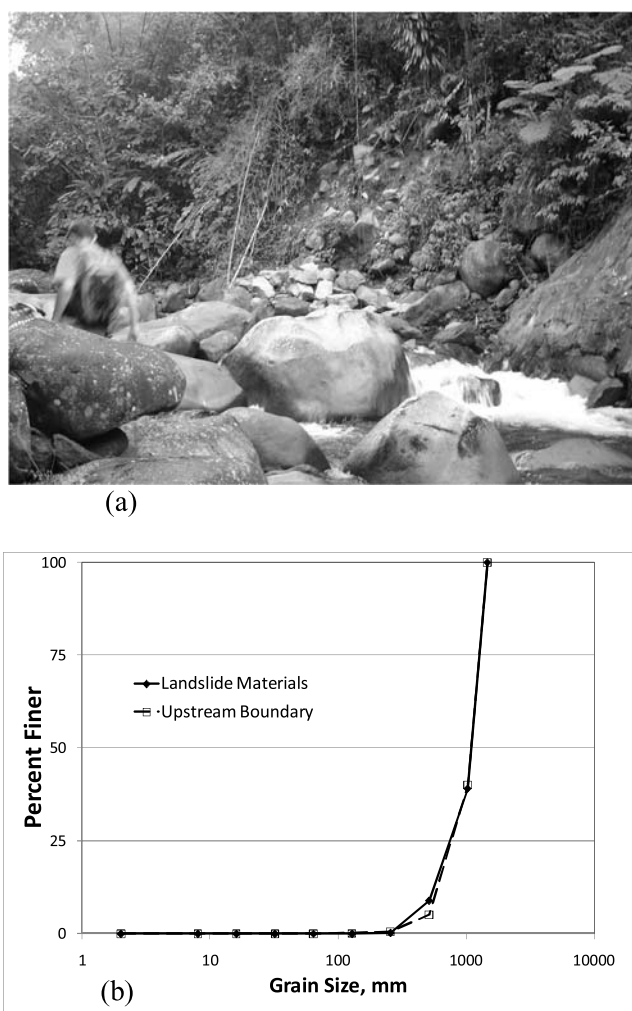 (a)
100
75
50
25
0
Percent Finer
Landslide Materials
Upstream Boundary
1
10
100
1000
10000
Grain Size, mm
(b)